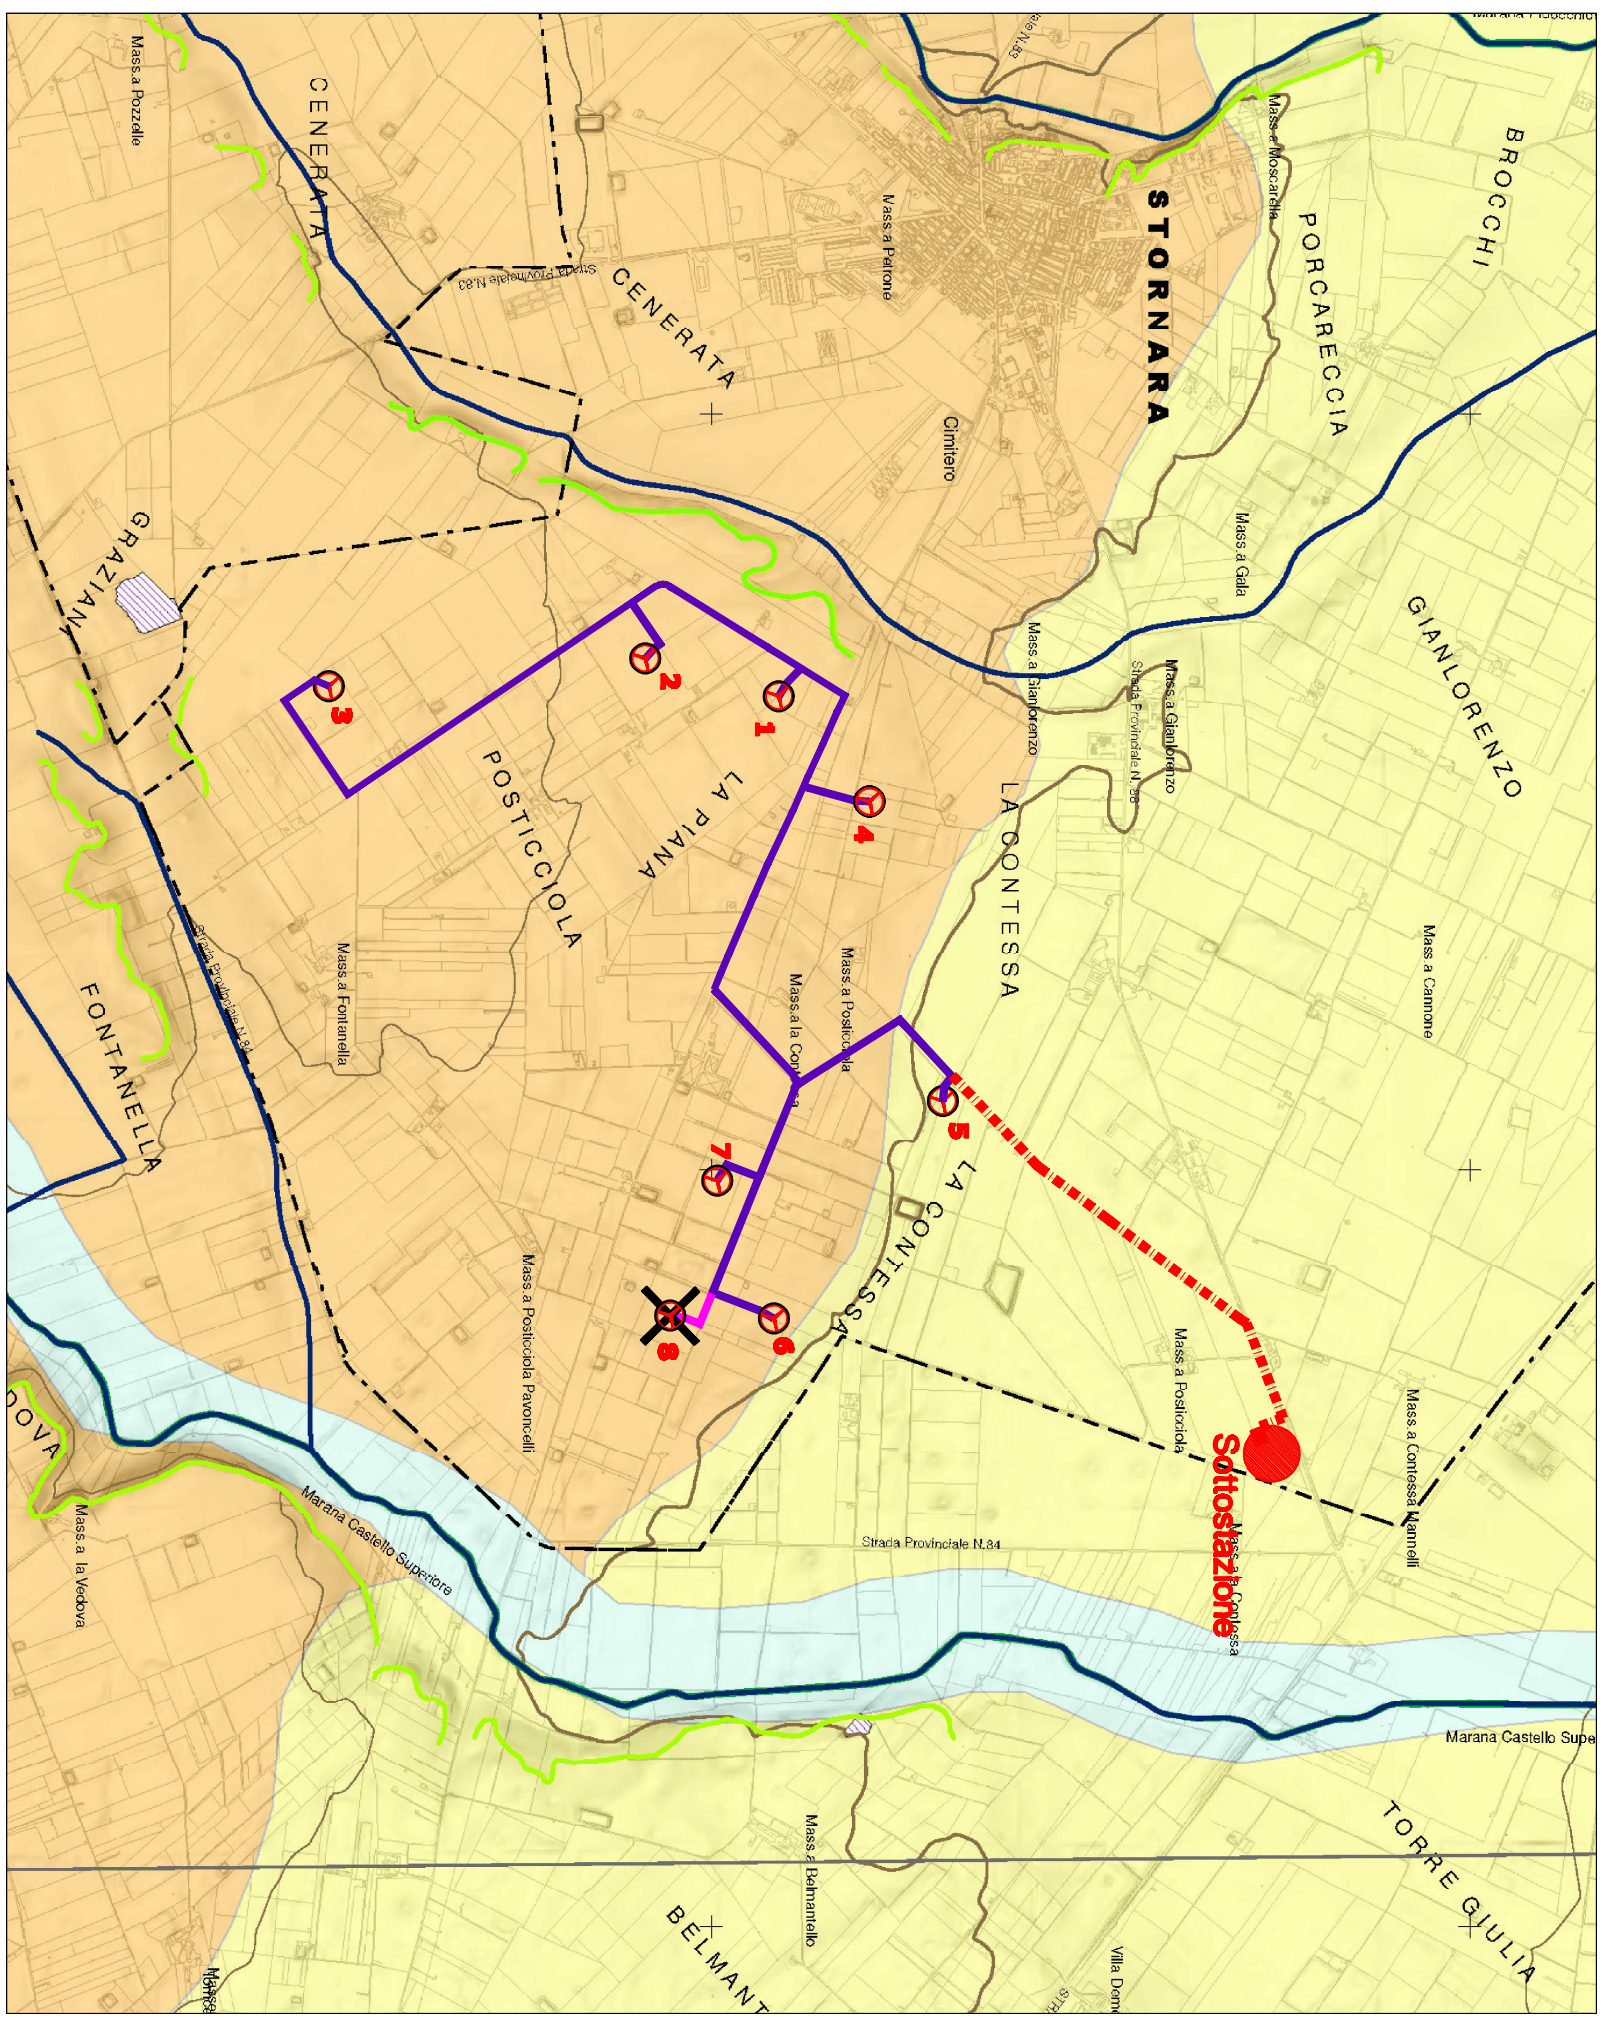 Mass.a Pozzelle
CENERATA
Strada Provinciale N.83
CENERATA
Mass.a Petrone
STORNARA
Mass.a Moscarella
PORCARECCIA
BROCCHI
Cimitero
Mass.a Gala
GIANLORENZO
Mass.a Gianlorenzo
Mass.a Gianlorenzo
Strada Provinciale N. 88
GRAZIANI
3
2
1
4
LA PIANA
POSTICCIOLA
LA CONTESSA
Mass.a Cannone
Mass.a Posticciola
Mass.a Fontanella
Strada Provinciale N.84
FONTANELLA
5
LA CONTESSA
7
6
8
Mass.a Posticciola Pavoncelli
Mass.a Posticciola
Mass.a Contessa Mannelli
Sottostazione
Mass.a la Contessa
Strada Provinciale N.84
DOVA
Mass.a la Vedova
Marana Castello Superiore
Marana Castello Supe
TORRE GIULIA
Mass.a Belmantello
BELMANT
Villa Deme